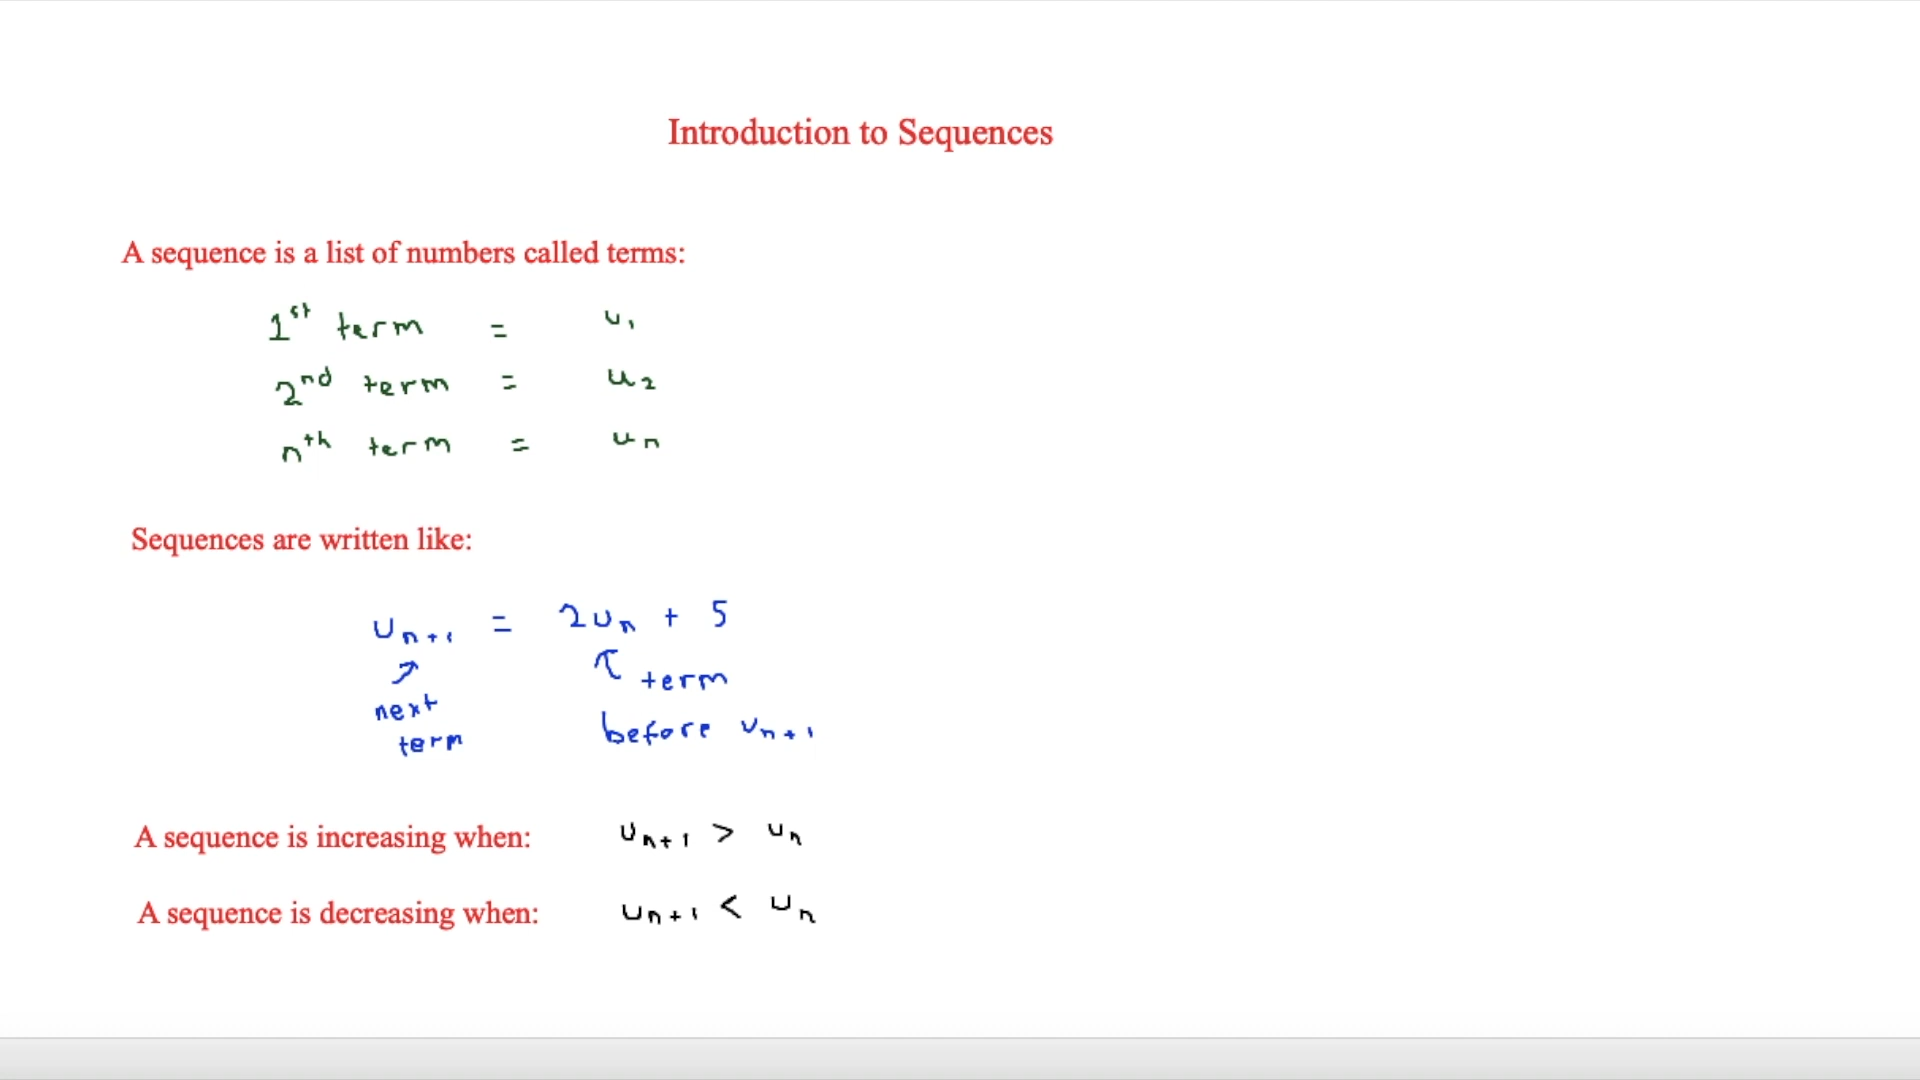 Introduction to Sequences
A sequence is a list of numbers called terms:
1ˢᵗ term = u₁
2ⁿᵈ term = u₂
nᵗʰ term = uₙ
Sequences are written like:
uₙ₊₁ = 2uₙ + 5
next term
term before uₙ₊₁
A sequence is increasing when: uₙ₊₁ > uₙ
A sequence is decreasing when: uₙ₊₁ < uₙ